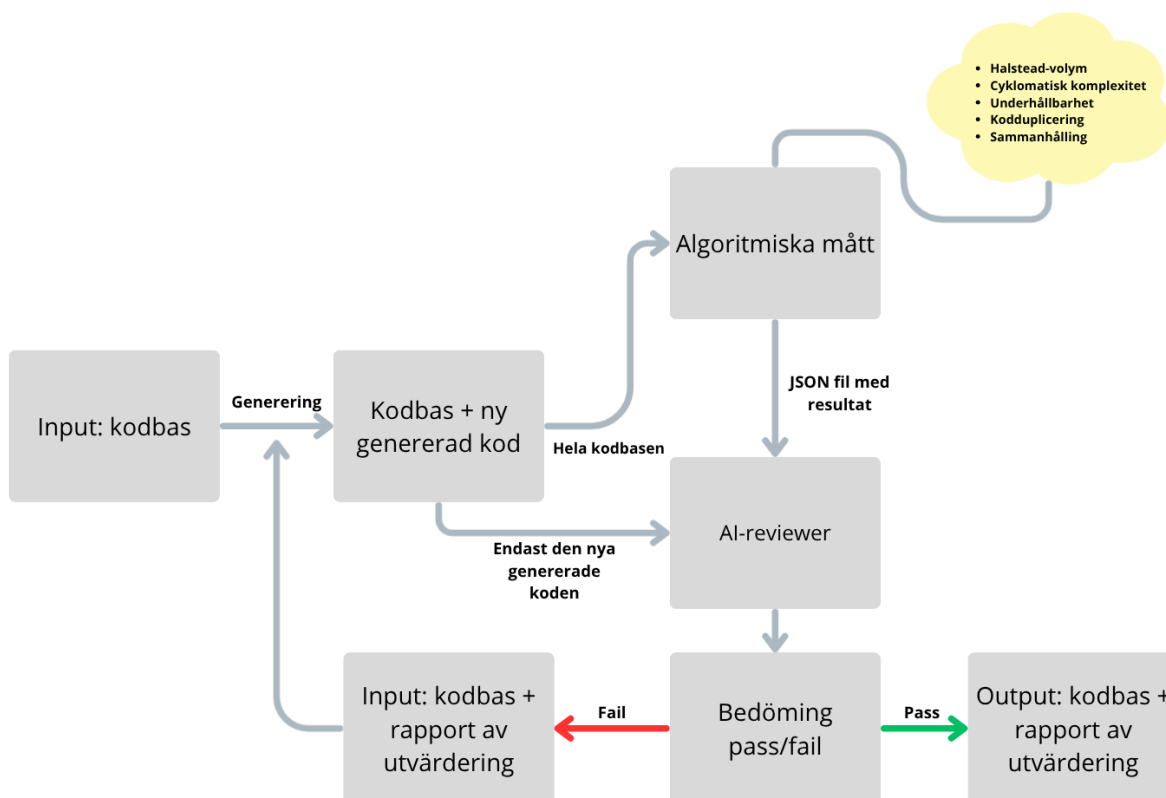 Halstead-volym
Cyklomatisk komplexitet
Underhållbarhet
Kodduplicering
Sammanhålling
Algoritmiska mått
JSON fil med
resultat
Input: kodbas
Generering
Kodbas + ny
genererad kod
Hela kodbasen
Endast den nya
genererade
koden
AI-reviewer
Input: kodbas +
rapport av
utvärdering
Fail
Bedöming
pass/fail
Pass
Output: kodbas +
rapport av
utvärdering